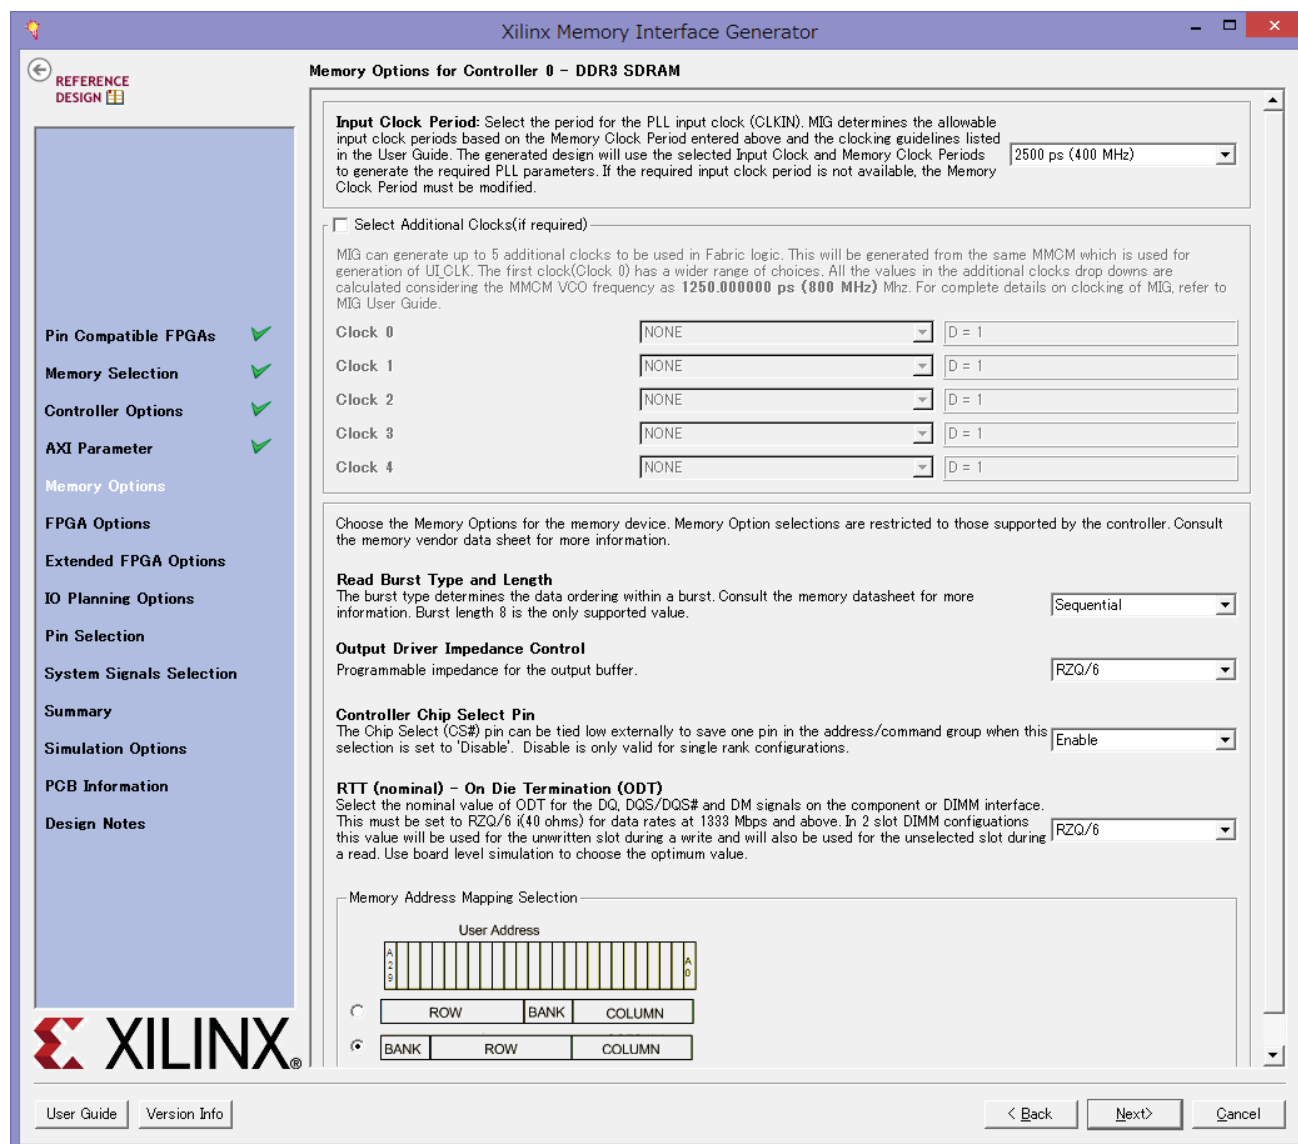 Xilinx Memory Interface Generator
REFERENCE
DESIGN
Pin Compatible FPGAs
Memory Selection
Controller Options
AXI Parameter
Memory Options
FPGA Options
Extended FPGA Options
IO Planning Options
Pin Selection
System Signals Selection
Summary
Simulation Options
PCB Information
Design Notes
XILINX®
Memory Options for Controller 0 - DDR3 SDRAM
Input Clock Period: Select the period for the PLL input clock (CLKIN). MIG determines the allowable
input clock periods based on the Memory Clock Period entered above and the clocking guidelines listed
in the User Guide. The generated design will use the selected Input Clock and Memory Clock Periods
to generate the required PLL parameters. If the required input clock period is not available, the Memory
Clock Period must be modified.
2500 ps (400 MHz)
Select Additional Clocks(if required)
MIG can generate up to 5 additional clocks to be used in Fabric logic. This will be generated from the same MMCM which is used for
generation of UI_CLK. The first clock(Clock 0) has a wider range of choices. All the values in the additional clocks drop downs are
calculated considering the MMCM VCO frequency as 1250.000000 ps (800 MHz) Mhz. For complete details on clocking of MIG, refer to
MIG User Guide.
Clock 0 NONE D = 1
Clock 1 NONE D = 1
Clock 2 NONE D = 1
Clock 3 NONE D = 1
Clock 4 NONE D = 1
Choose the Memory Options for the memory device. Memory Option selections are restricted to those supported by the controller. Consult
the memory vendor data sheet for more information.
Read Burst Type and Length
The burst type determines the data ordering within a burst. Consult the memory datasheet for more
information. Burst length 8 is the only supported value.
Sequential
Output Driver Impedance Control
Programmable impedance for the output buffer.
RZQ/6
Controller Chip Select Pin
The Chip Select (CS#) pin can be tied low externally to save one pin in the address/command group when this
selection is set to 'Disable'. Disable is only valid for single rank configurations.
Enable
RTT (nominal) - On Die Termination (ODT)
Select the nominal value of ODT for the DQ, DQS/DQS# and DM signals on the component or DIMM interface.
This must be set to RZQ/6 i(40 ohms) for data rates at 1333 Mbps and above. In 2 slot DIMM configuations
this value will be used for the unwritten slot during a write and will also be used for the unselected slot during
a read. Use board level simulation to choose the optimum value.
RZQ/6
Memory Address Mapping Selection
User Address
A29 A0
ROW BANK COLUMN
BANK ROW COLUMN
User Guide Version Info < Back Next> Cancel